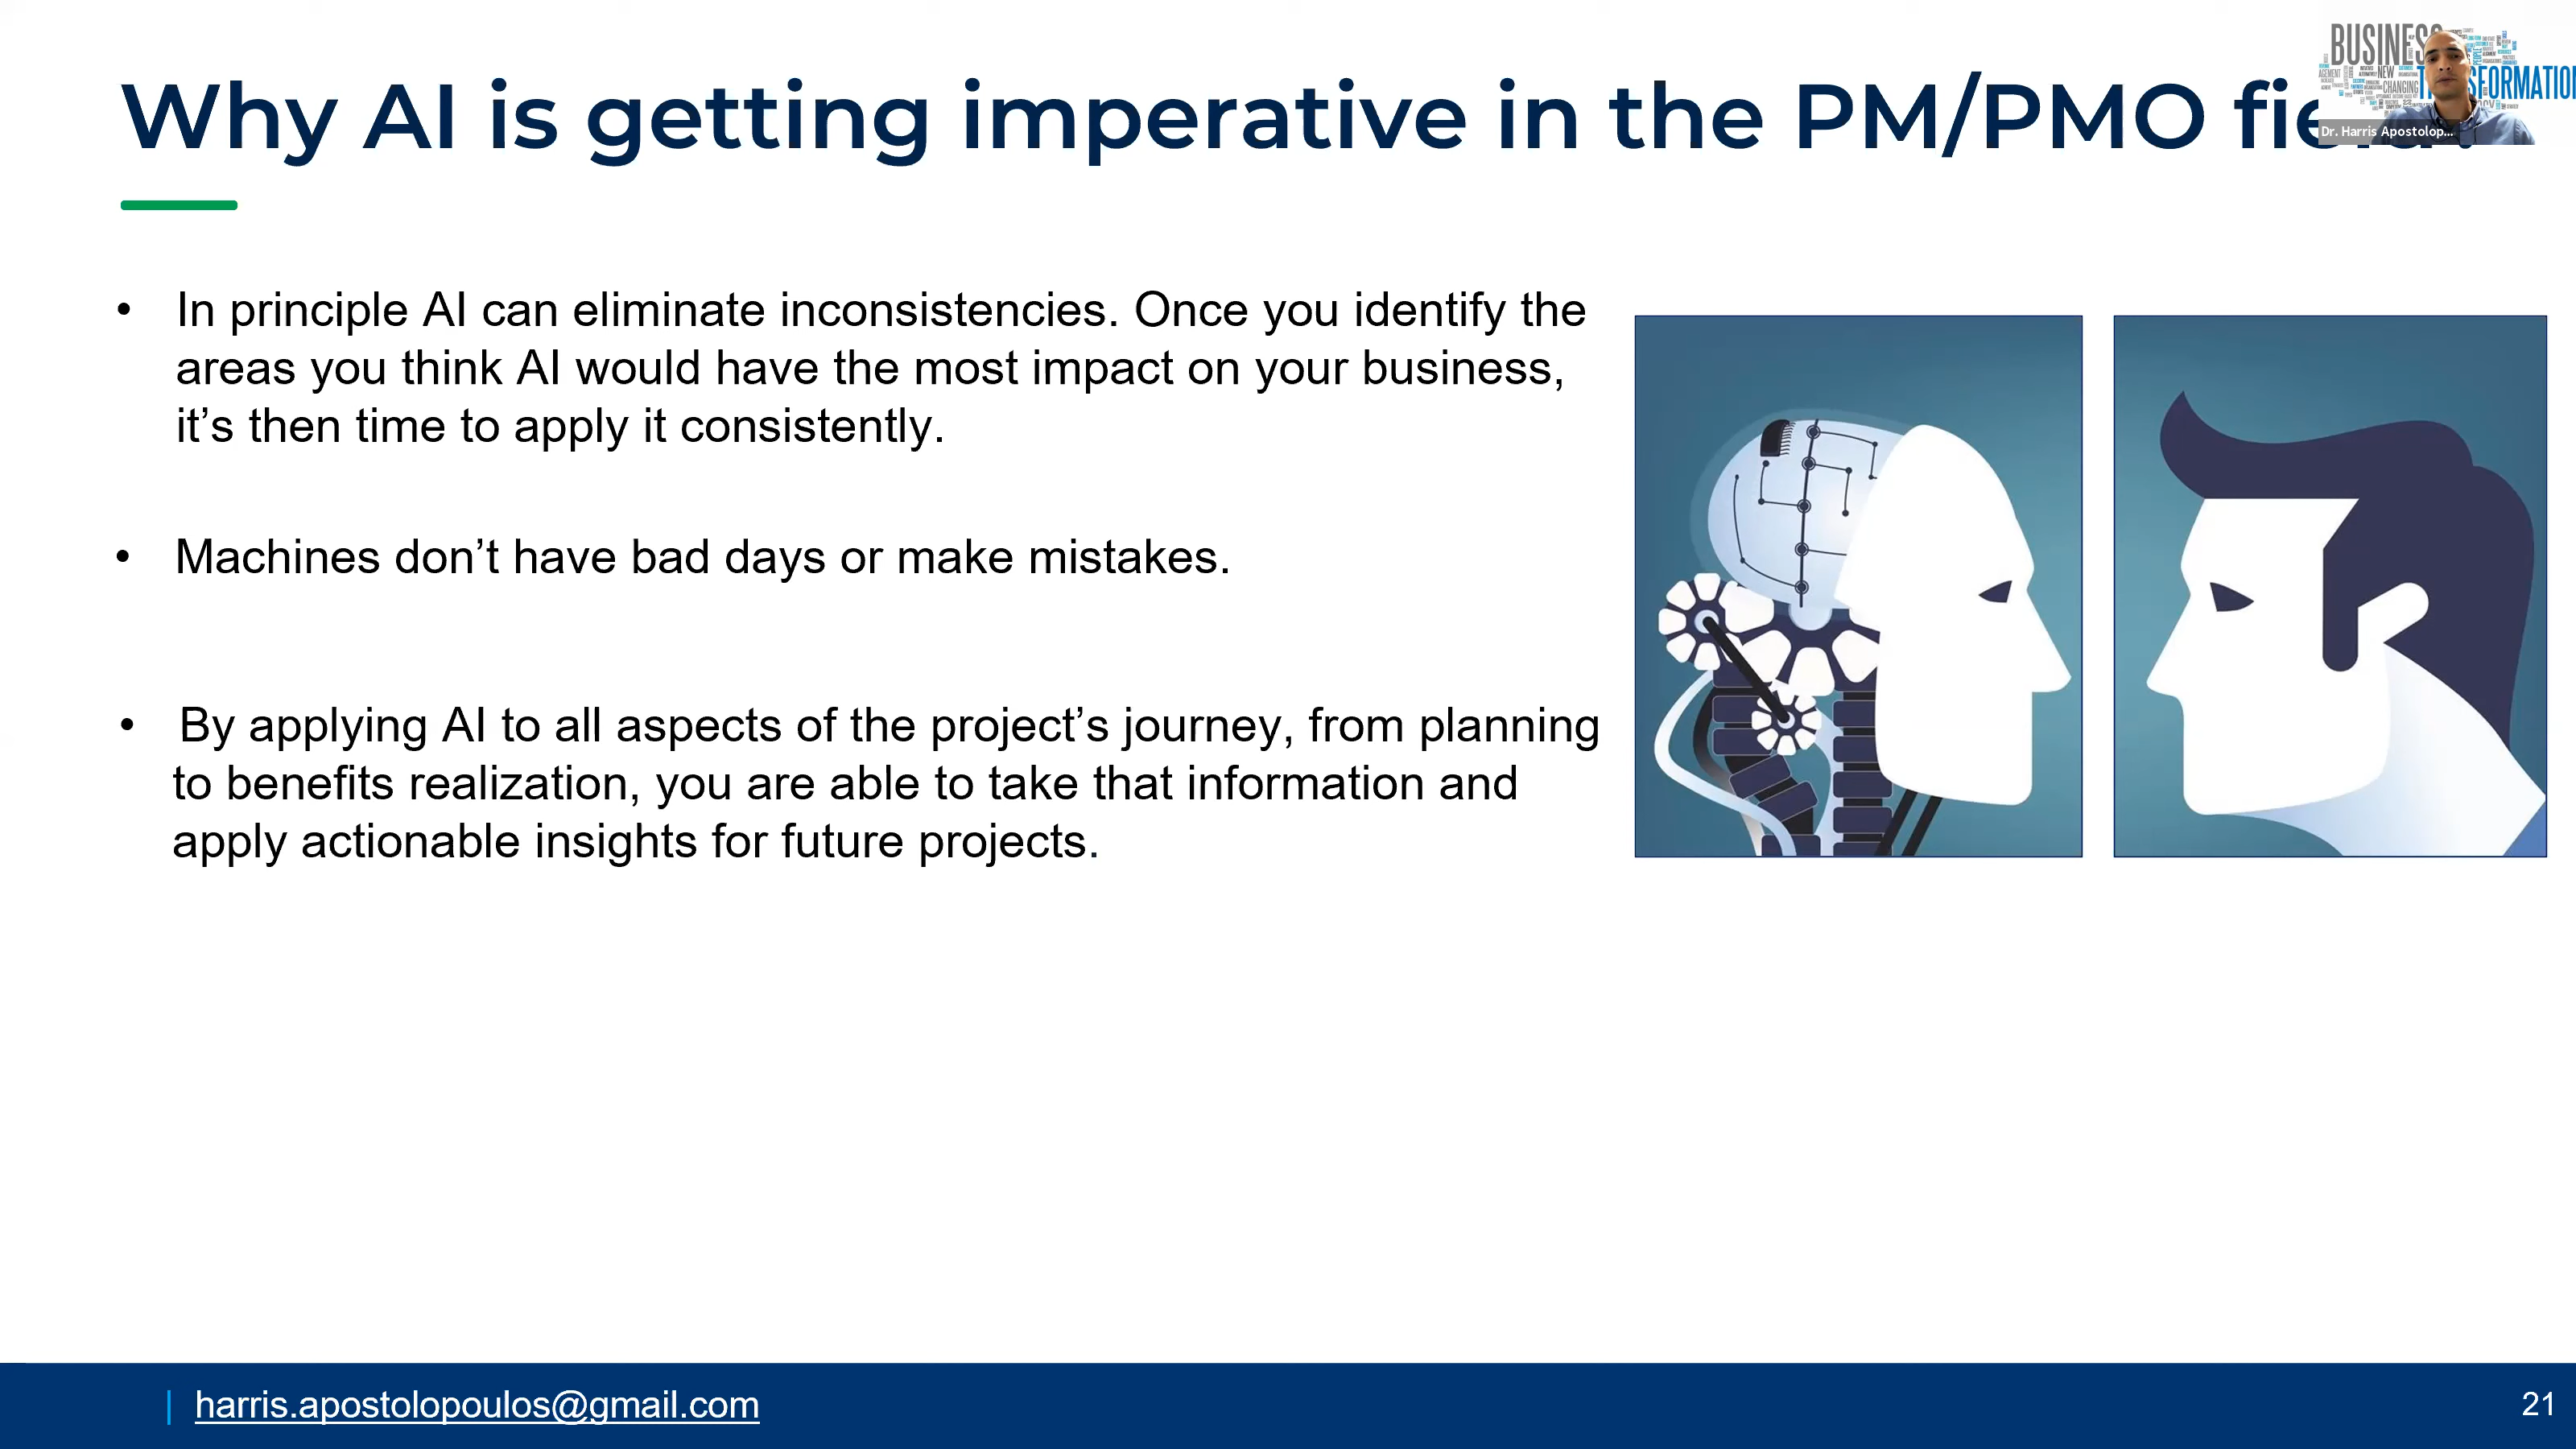 Why AI is getting imperative in the PM/PMO
BUSINESS
NEW
CHANGING
Dr. Harris Apostolop...
• In principle AI can eliminate inconsistencies. Once you identify the
areas you think AI would have the most impact on your business,
it’s then time to apply it consistently.
• Machines don’t have bad days or make mistakes.
• By applying AI to all aspects of the project’s journey, from planning
to benefits realization, you are able to take that information and
apply actionable insights for future projects.
| harris.apostolopoulos@gmail.com
21